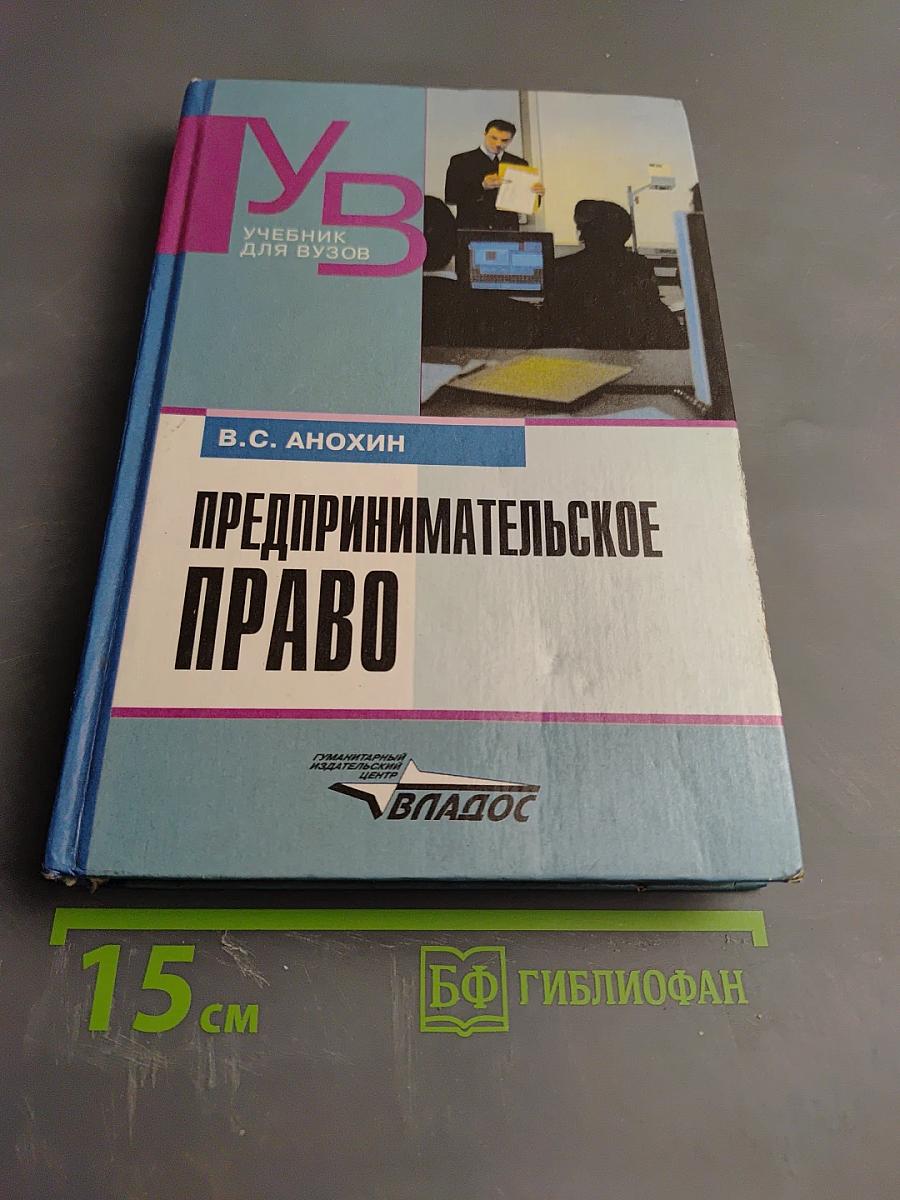 УВ
УЧЕБНИК
ДЛЯ ВУЗОВ
В.С. АНОХИН
ПРЕДПРИНИМАТЕЛЬСКОЕ
ПРАВО
ГУМАНИТАРНЫЙ
ИЗДАТЕЛЬСКИЙ
ЦЕНТР
ВЛАДОС
15 см
БФ ГИБЛИОФАН